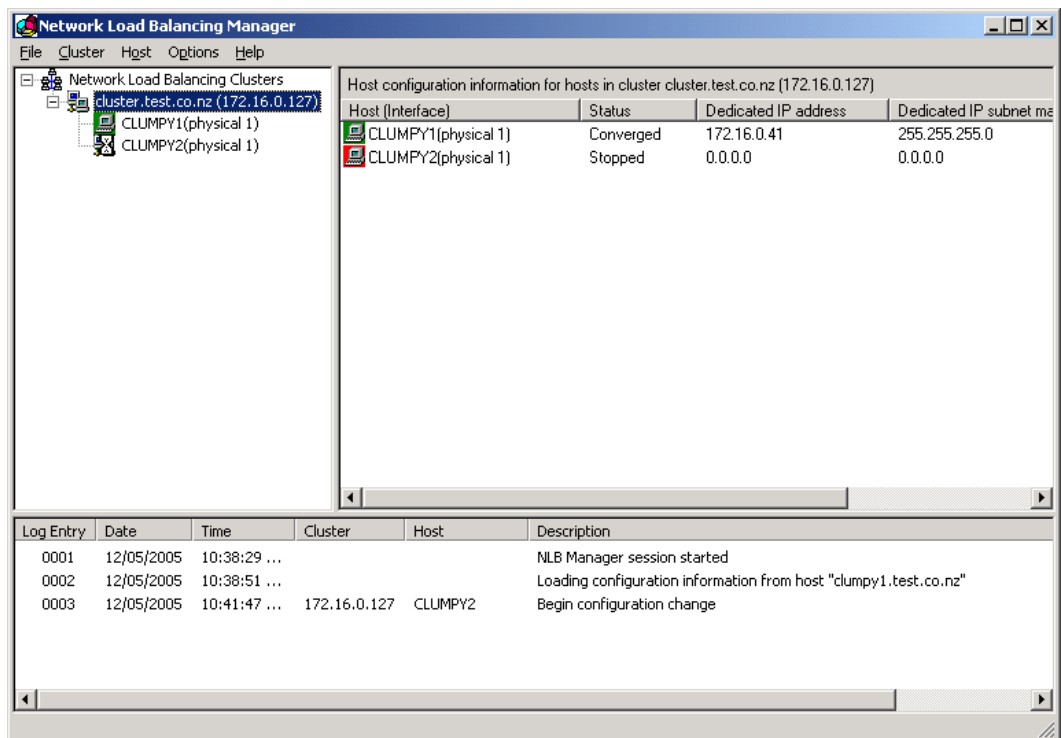 Network Load Balancing Manager
File Cluster Host Options Help
Network Load Balancing Clusters
cluster.test.co.nz (172.16.0.127)
CLUMPY1(physical 1)
CLUMPY2(physical 1)
Host configuration information for hosts in cluster cluster.test.co.nz (172.16.0.127)
Host (Interface) Status Dedicated IP address Dedicated IP subnet ma
CLUMPY1(physical 1) Converged 172.16.0.41 255.255.255.0
CLUMPY2(physical 1) Stopped 0.0.0.0 0.0.0.0
Log Entry Date Time Cluster Host Description
0001 12/05/2005 10:38:29 ... NLB Manager session started
0002 12/05/2005 10:38:51 ... Loading configuration information from host "clumpy1.test.co.nz"
0003 12/05/2005 10:41:47 ... 172.16.0.127 CLUMPY2 Begin configuration change